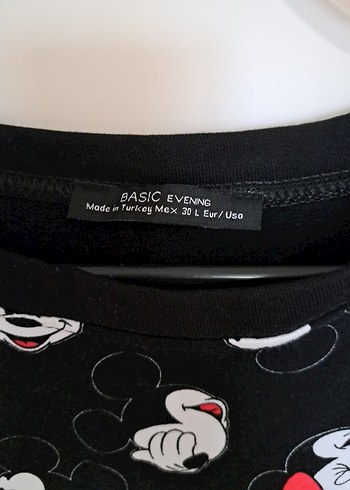 BASIC EVENING
Made in Turkey Mex 30 L Eur/Usa